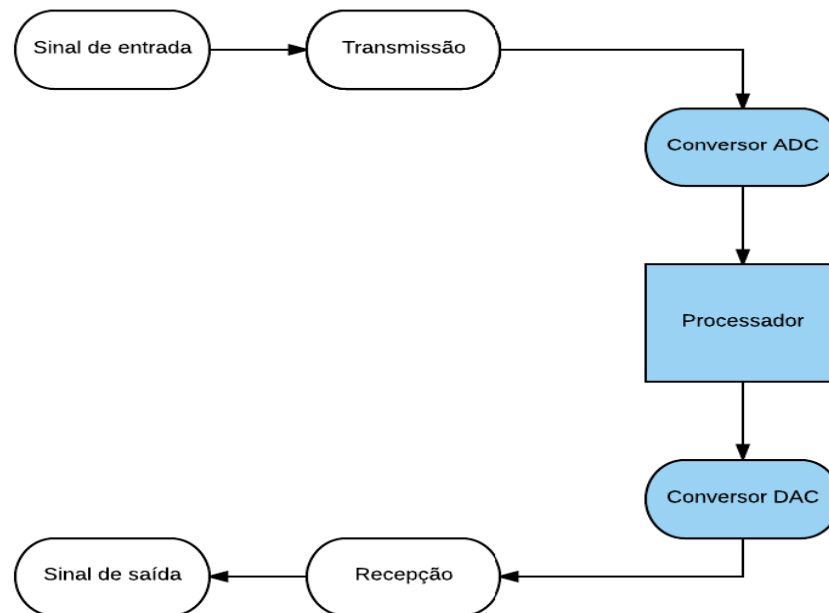 Sinal de entrada
Transmissão
Conversor ADC
Processador
Conversor DAC
Recepção
Sinal de saída